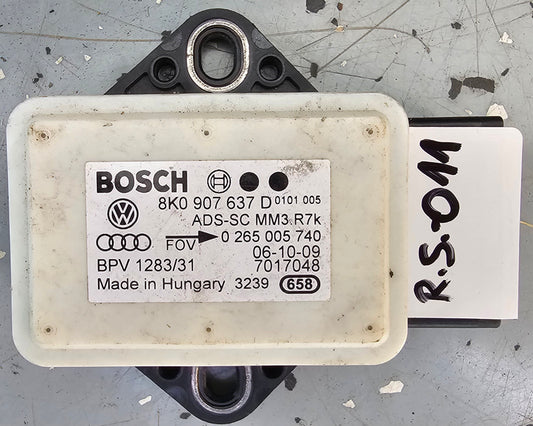 BOSCH
8K0 907 637 D 0101 005
ADS-SC MM3 R7k
FOV 0 265 005 740
06-10-09
BPV 1283/31 7017048
Made in Hungary 3239 658
R.S-011